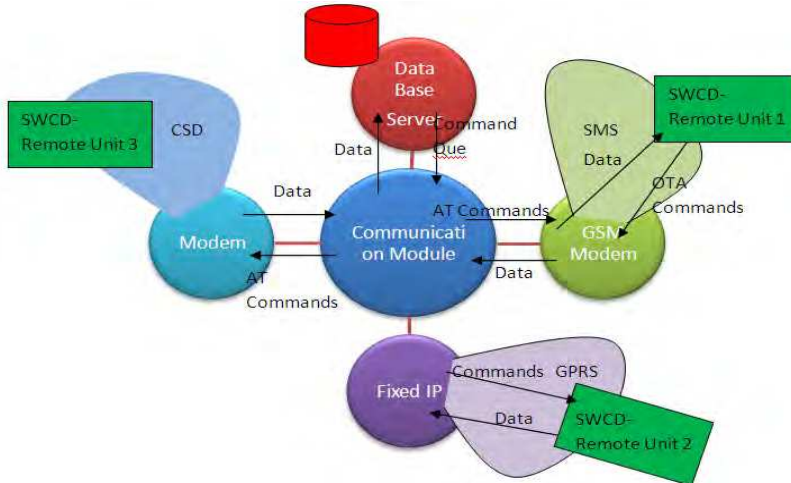 Data
Base
Server
Command
Que
Data
SWCD-
Remote Unit 3
CSD
SMS
Data
SWCD-
Remote Unit 1
OTA
Commands
Data
Modem
AT
Commands
Communicati
on Module
AT Commands
Data
GSM
Modem
Fixed IP
Commands GPRS
Data
SWCD-
Remote Unit 2